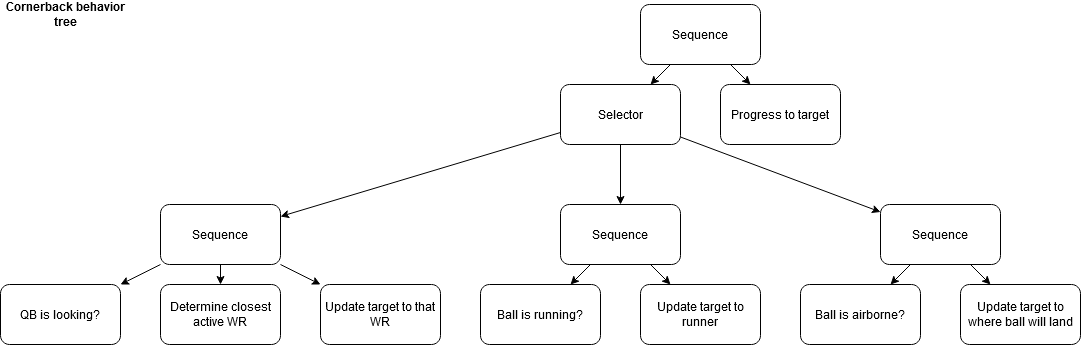 Cornerback behavior
tree
Sequence
Selector
Progress to target
Sequence
Sequence
Sequence
QB is looking?
Determine closest
active WR
Update target to that
WR
Ball is running?
Update target to
runner
Ball is airborne?
Update target to
where ball will land